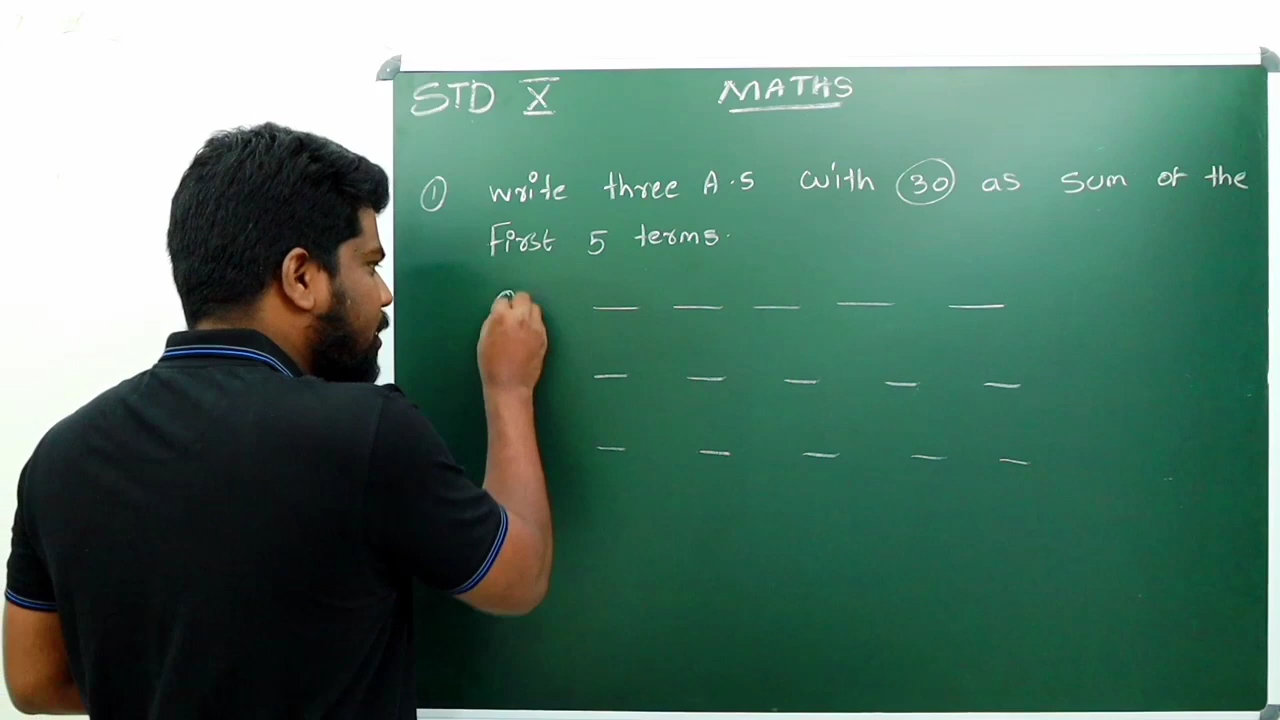 STD X MATHS
① write three A.S with 30 as sum of the
First 5 terms.